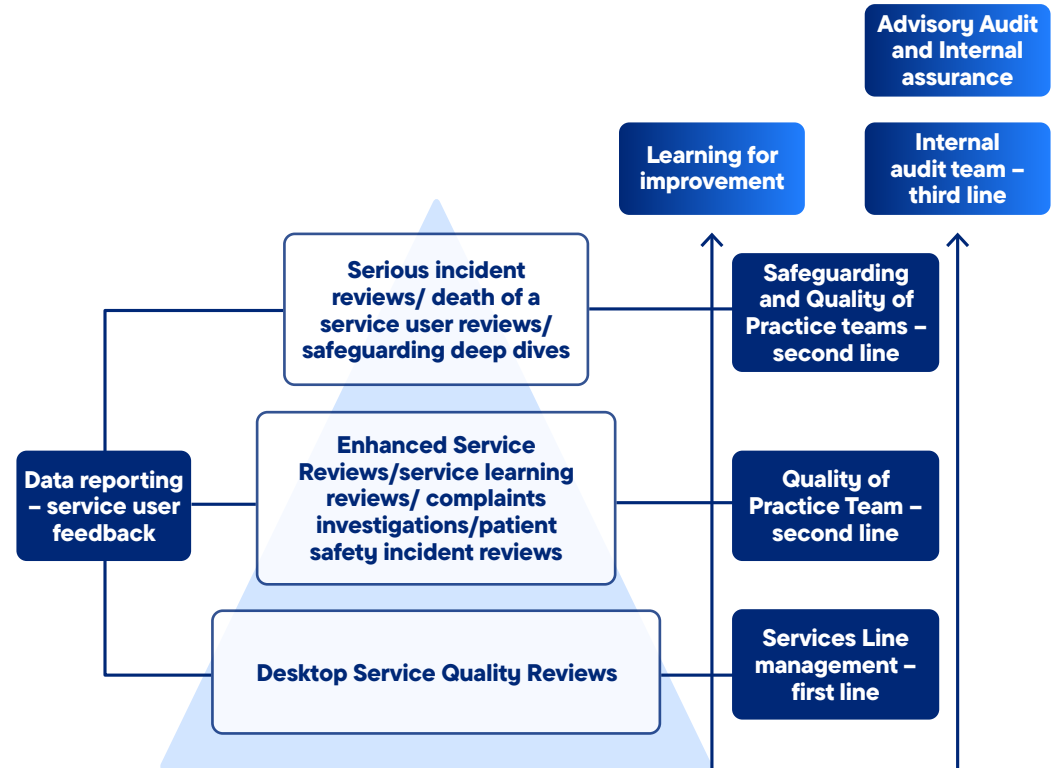 Advisory Audit
and Internal
assurance
Learning for
improvement
Internal
audit team –
third line
Serious incident
reviews/ death of a
service user reviews/
safeguarding deep dives
Safeguarding
and Quality of
Practice teams –
second line
Data reporting
– service user
feedback
Enhanced Service
Reviews/service learning
reviews/ complaints
investigations/patient
safety incident reviews
Quality of
Practice Team –
second line
Desktop Service Quality Reviews
Services Line
management –
first line